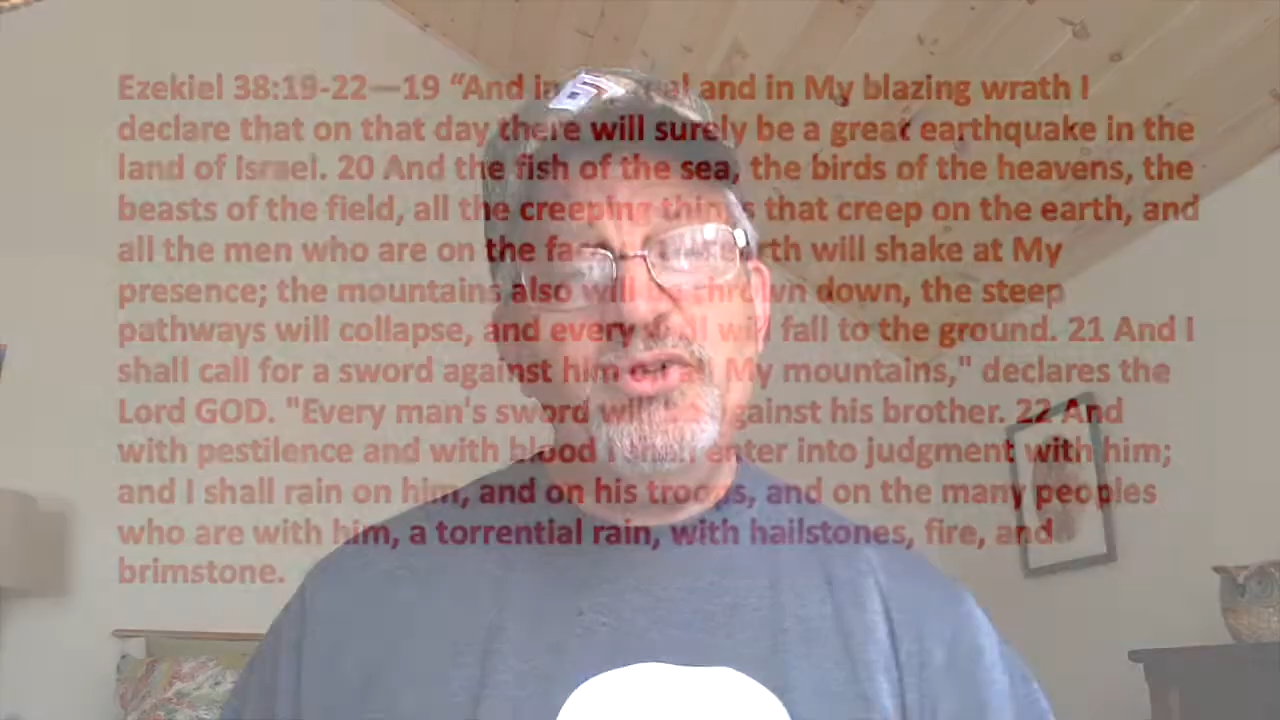 Ezekiel 38:19-22—19 “And in and in My blazing wrath I
declare that on that day there will surely be a great earthquake in the
land of Israel. 20 And the fish of the sea, the birds of the heavens, the
beasts of the field, all the creeping things that creep on the earth, and
all the men who are on the will shake at My
presence; the mountains also will thrown down, the steep
pathways will collapse, and every will fall to the ground. 21 And I
shall call for a sword against him My mountains," declares the
Lord GOD. "Every man's sword will against his brother. 22 And
with pestilence and with blood enter into judgment with him;
and I shall rain on him, and on his troops, and on the many peoples
who are with him, a torrential rain, with hailstones, fire, and
brimstone.